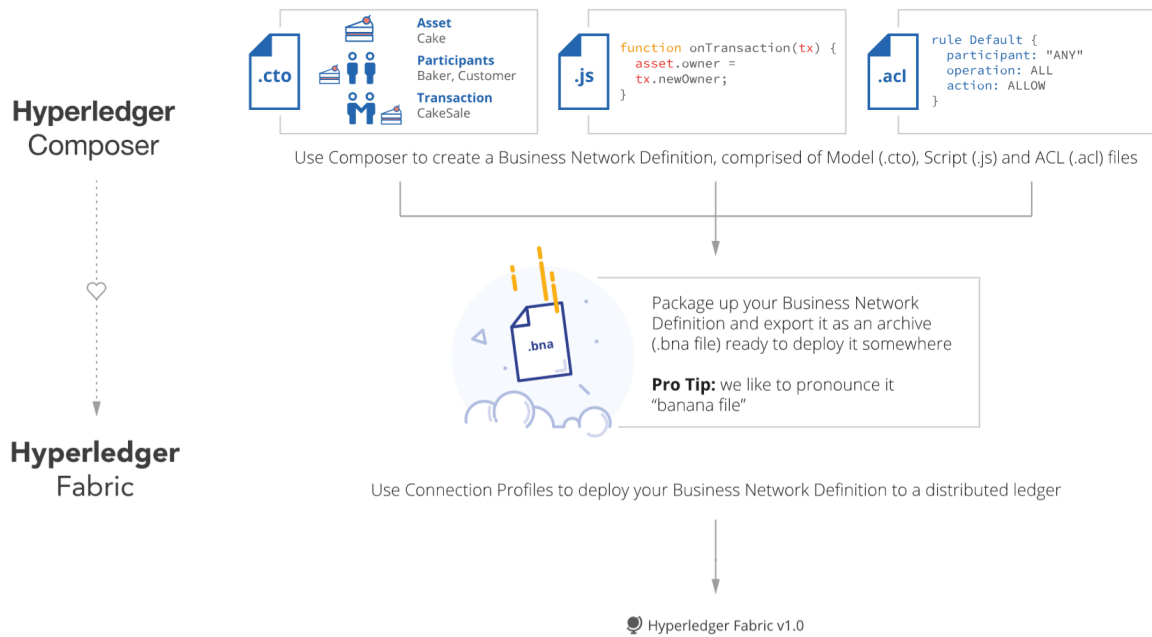 Hyperledger
Composer
.cto
Asset
Cake
Participants
Baker, Customer
Transaction
CakeSale
.js
function onTransaction(tx) {
asset.owner =
tx.newOwner;
}
.acl
rule Default {
participant: "ANY"
operation: ALL
action: ALLOW
}
Use Composer to create a Business Network Definition, comprised of Model (.cto), Script (.js) and ACL (.acl) files
.bna
Package up your Business Network
Definition and export it as an archive
(.bna file) ready to deploy it somewhere
Pro Tip: we like to pronounce it
“banana file”
Hyperledger
Fabric
Use Connection Profiles to deploy your Business Network Definition to a distributed ledger
Hyperledger Fabric v1.0